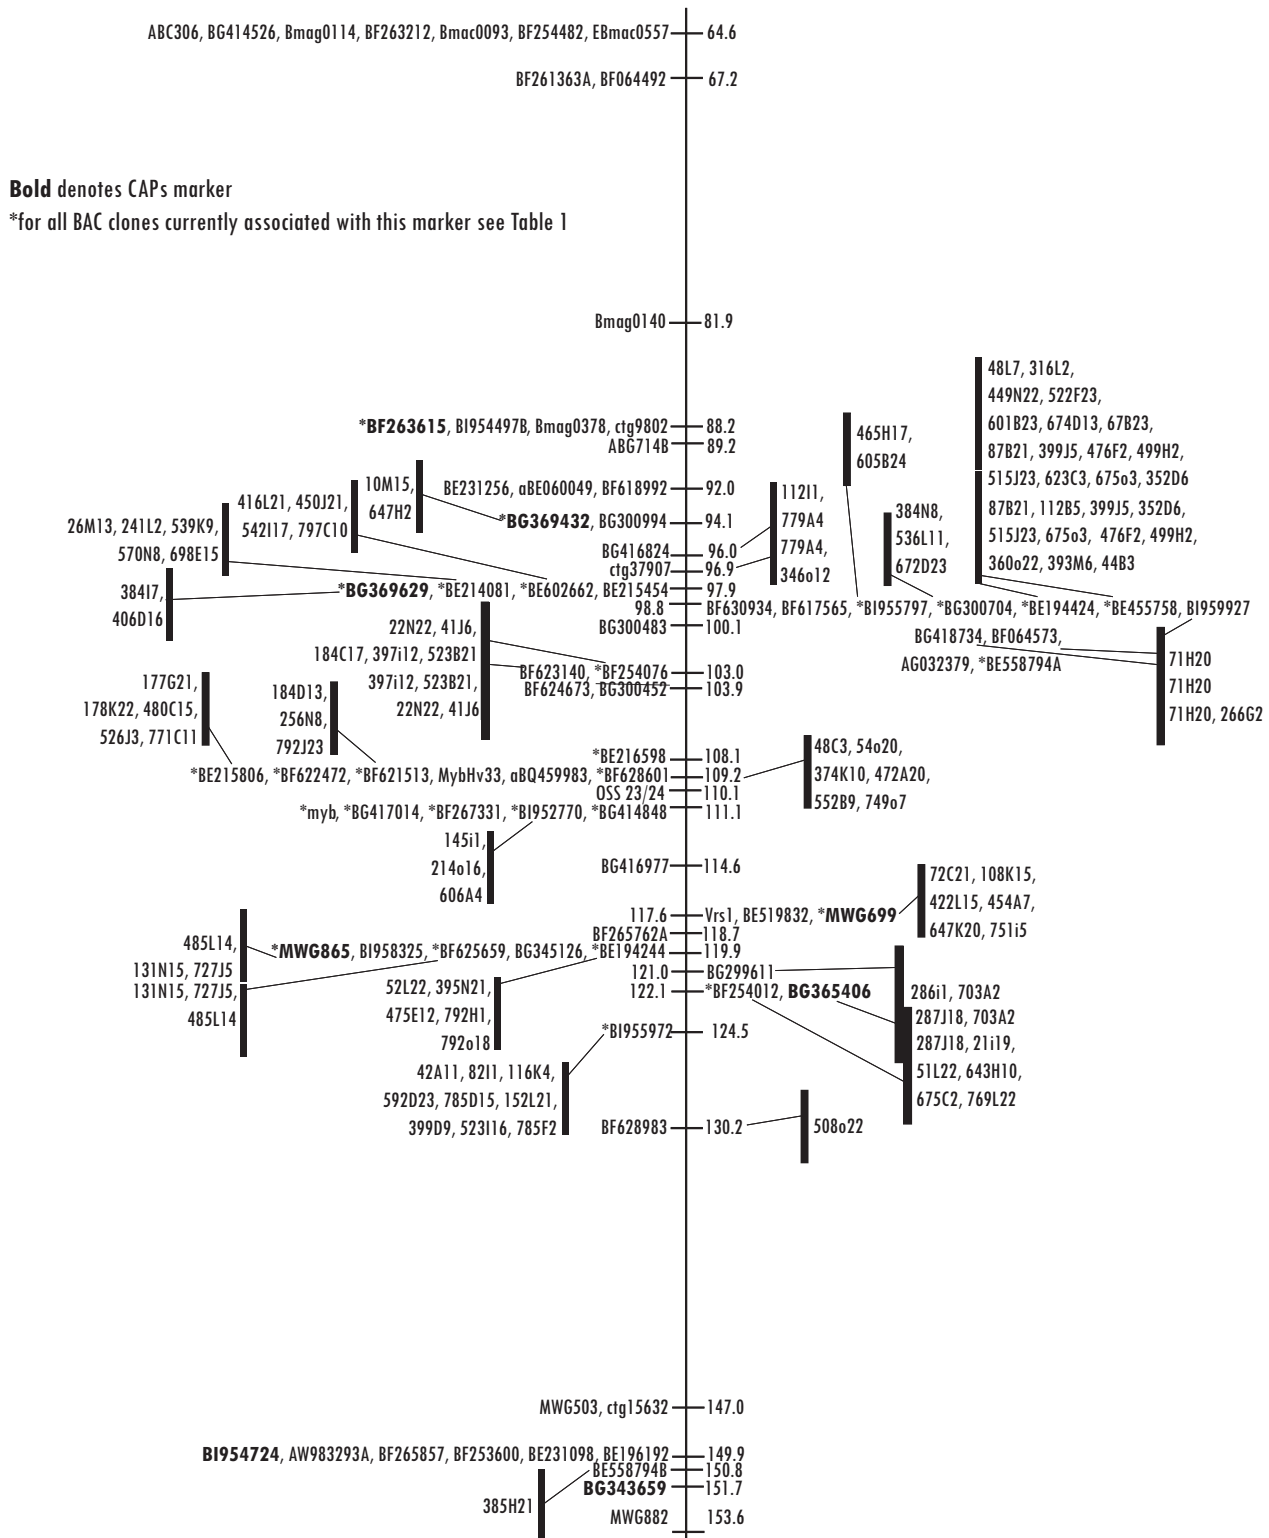 ABC306, BG414526, Bmag0114, BF263212, Bmac0093, BF254482, EBmac0557 64.6
BF261363A, BF064492 67.2
Bold denotes CAPs marker
*for all BAC clones currently associated with this marker see Table 1
Bmag0140 81.9
48L7, 316L2,
449N22, 522F23,
601B23, 674D13, 67B23,
87B21, 399J5, 476F2, 499H2,
515J23, 623C3, 675o3, 352D6
87B21, 112B5, 399J5, 352D6,
515J23, 675o3, 476F2, 499H2,
360o22, 393M6, 44B3
*BF263615, BI954497B, Bmag0378, ctg9802 88.2
ABG714B 89.2
465H17,
605B24
BE231256, aBE060049, BF618992 92.0
10M15,
647H2
*BG369432, BG300994 94.1
416L21, 450J21,
542I17, 797C10
26M13, 241L2, 539K9,
570N8, 698E15
112I1,
779A4
779A4,
346o12
384N8,
536L11,
672D23
BG416824 96.0
ctg37907 96.9
384I7,
406D16
*BG369629, *BE214081, *BE602662, BE215454 97.9
98.8 BF630934, BF617565, *BI955797, *BG300704, *BE194424, *BE455758, BI959927
BG300483 100.1
22N22, 41J6,
184C17, 397i12, 523B21
397i12, 523B21,
22N22, 41J6
BG418734, BF064573,
AG032379, *BE558794A
71H20
71H20
71H20, 266G2
BF623140, *BF254076 103.0
BF624673, BG300452 103.9
177G21,
178K22, 480C15,
526J3, 771C11
184D13,
256N8,
792J23
*BE216598 108.1
*BE215806, *BF622472, *BF621513, MybHv33, aBQ459983, *BF628601 109.2
48C3, 54o20,
374K10, 472A20,
552B9, 749o7
OSS 23/24 110.1
*myb, *BG417014, *BF267331, *BI952770, *BG414848 111.1
145i1,
214o16,
606A4
BG416977 114.6
72C21, 108K15,
422L15, 454A7,
647K20, 751i5
117.6 Vrs1, BE519832, *MWG699
BF265762A 118.7
485L14,
131N15, 727J5
131N15, 727J5,
485L14
*MWG865, BI958325, *BF625659, BG345126, *BE194244 119.9
121.0 BG299611
122.1 *BF254012, BG365406
52L22, 395N21,
475E12, 792H1,
792o18
286i1, 703A2
287J18, 703A2
287J18, 21i19,
51L22, 643H10,
675C2, 769L22
*BI955972 124.5
42A11, 82I1, 116K4,
592D23, 785D15, 152L21,
399D9, 523I16, 785F2
BF628983 130.2
508o22
MWG503, ctg15632 147.0
BI954724, AW983293A, BF265857, BF253600, BE231098, BE196192 149.9
BE558794B 150.8
BG343659 151.7
385H21
MWG882 153.6